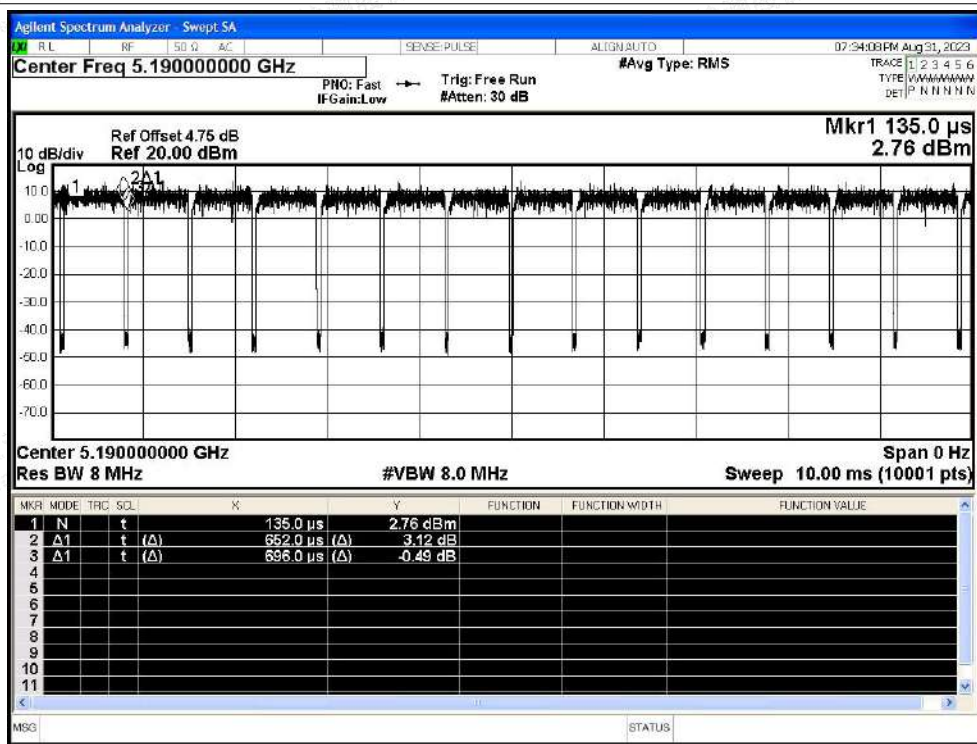 Agilent Spectrum Analyzer - Swept SA
LXI RL RF 50 Ω AC SENSE:PULSE ALIGN AUTO 07:34:08 PM Aug 31, 2023
Center Freq 5.190000000 GHz #Avg Type: RMS TRACE 1 2 3 4 5 6
PNO: Fast Trig: Free Run TYPE WWWWWW
IFGain:Low #Atten: 30 dB DET P N N N N N
Mkr1 135.0 µs
2.76 dBm
Ref Offset 4.75 dB
10 dB/div Ref 20.00 dBm
Log
1 2Δ1
10.0
0.00
-10.0
-20.0
-30.0
-40.0
-50.0
-60.0
-70.0
Center 5.190000000 GHz Span 0 Hz
Res BW 8 MHz #VBW 8.0 MHz Sweep 10.00 ms (10001 pts)
MKR MODE TRC SCL X Y FUNCTION FUNCTION WIDTH FUNCTION VALUE
1 N t 135.0 µs 2.76 dBm
2 Δ1 t (Δ) 652.0 µs (Δ) 3.12 dB
3 Δ1 t (Δ) 696.0 µs (Δ) -0.49 dB
4
5
6
7
8
9
10
11
MSG STATUS